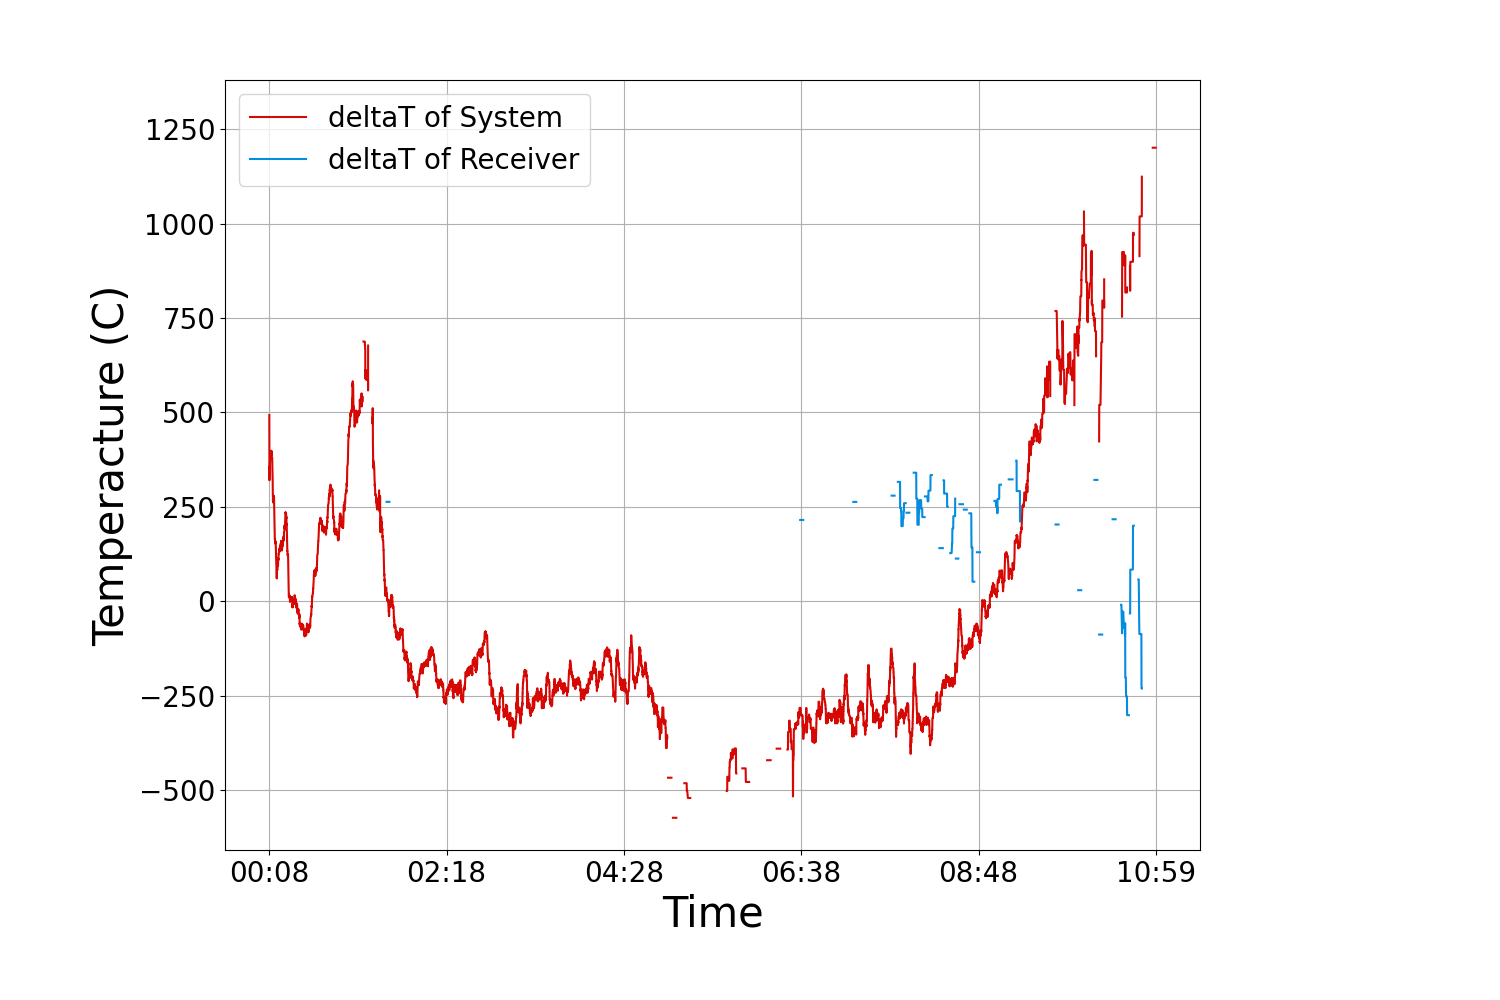 deltaT of System
deltaT of Receiver
1250
1000
750
500
250
0
−250
−500
Temperacture (C)
00:08 02:18 04:28 06:38 08:48 10:59
Time